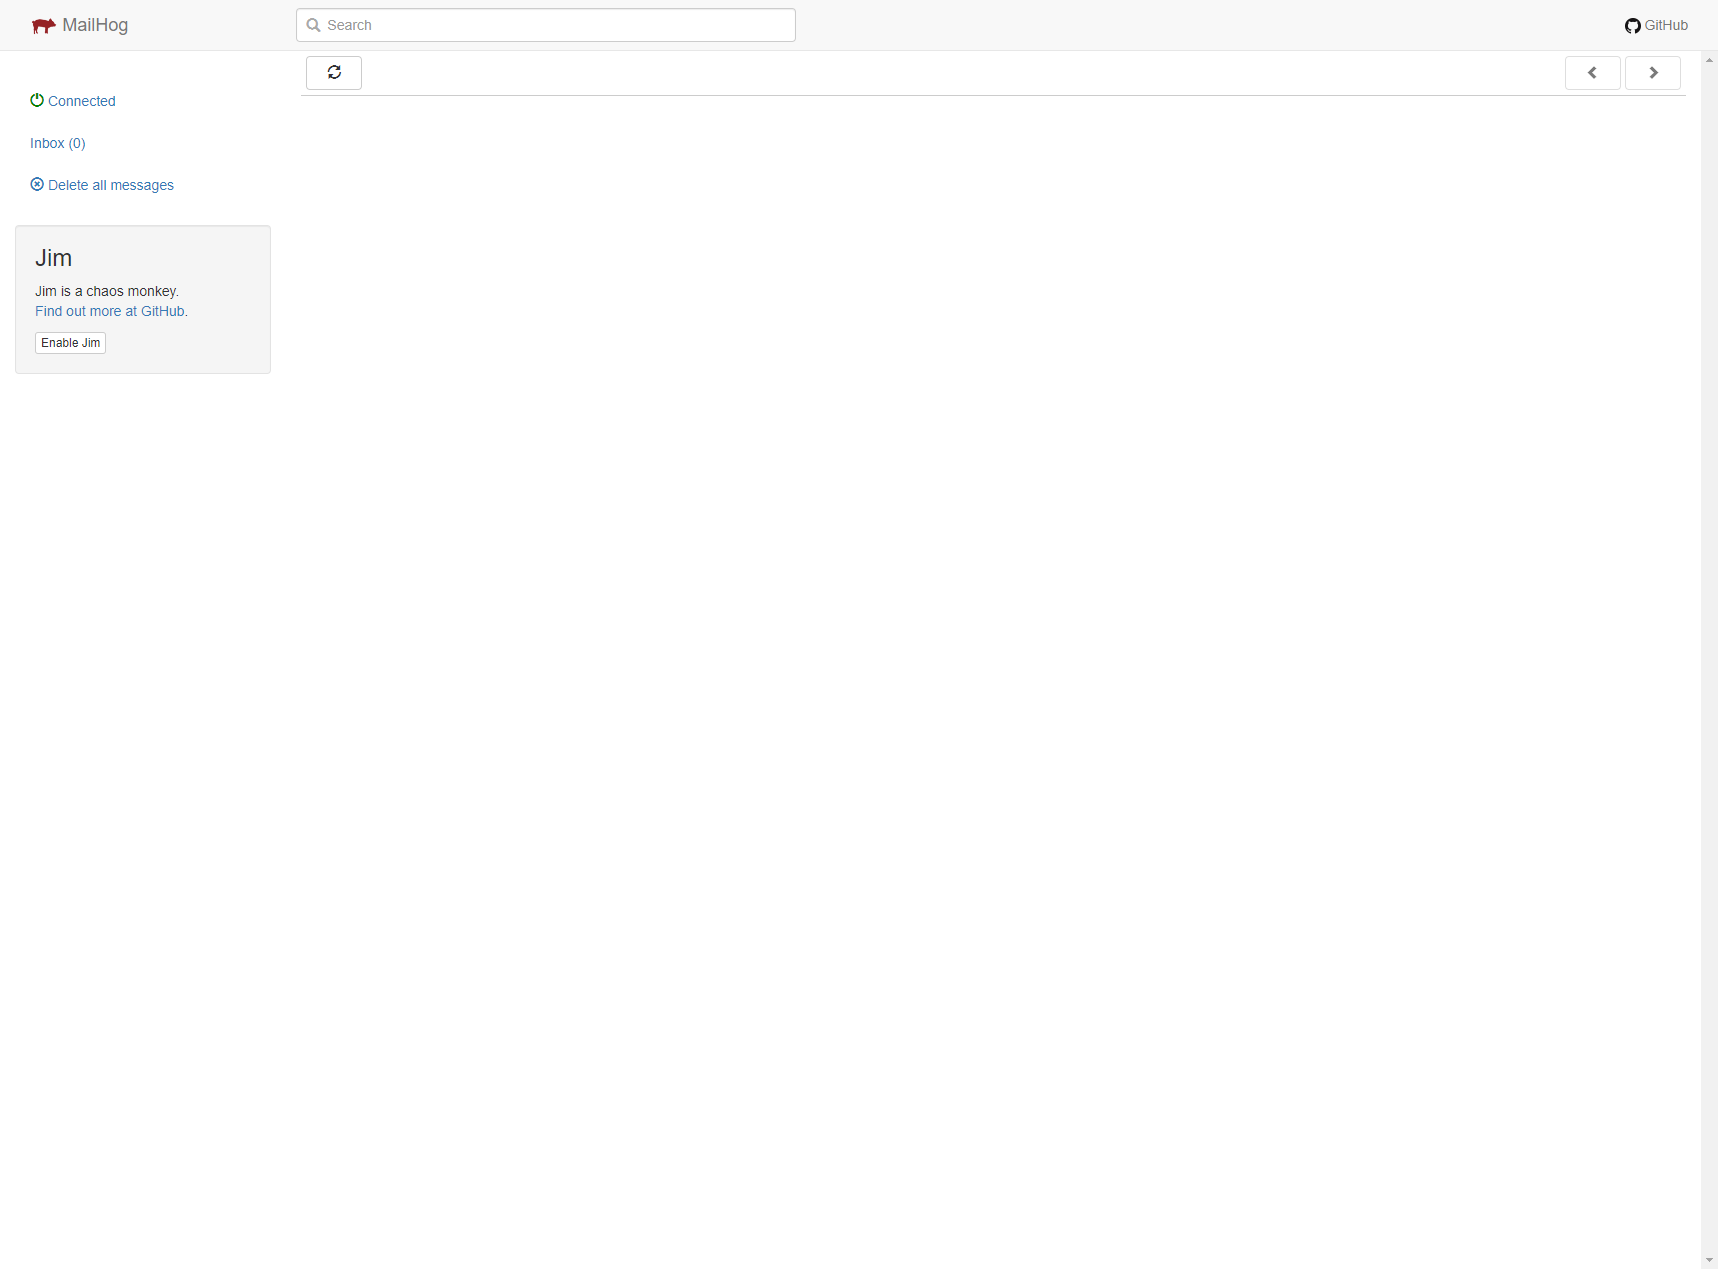 MailHog
Search
GitHub
Connected
Inbox (0)
Delete all messages
Jim
Jim is a chaos monkey.
Find out more at GitHub.
Enable Jim